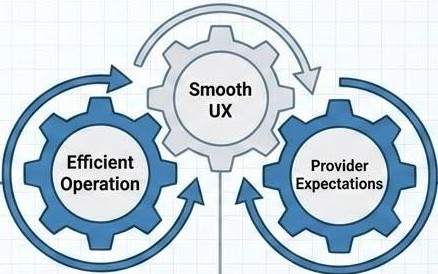 Smooth
UX
Efficient
Operation
Provider
Expectations